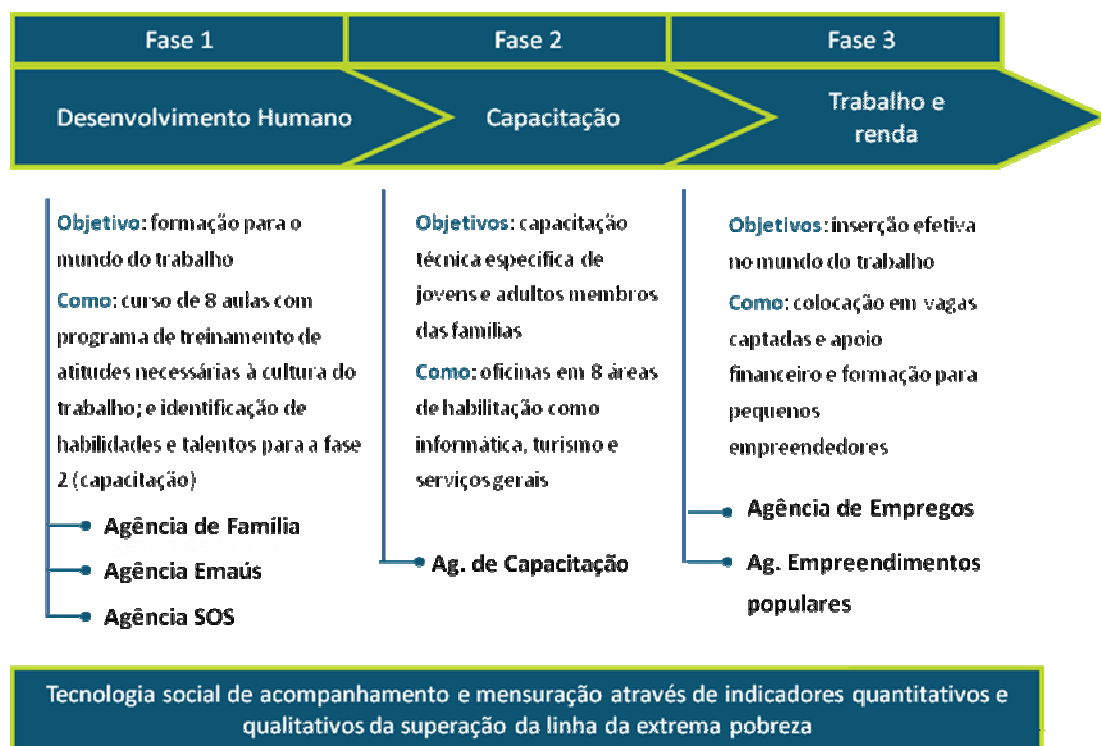 Fase 1
Fase 2
Fase 3
Desenvolvimento Humano
Capacitação
Trabalho e
renda
Objetivo: formação para o
mundo do trabalho
Como: curso de 8 aulas com
programa de treinamento de
atitudes necessárias à cultura do
trabalho; e identificação de
habilidades e talentos para a fase
2 (capacitação)
Agência de Família
Agência Emaús
Agência SOS
Objetivos: capacitação
técnica específica de
jovens e adultos membros
das famílias
Como: oficinas em 8 áreas
de habilitação como
informática, turismo e
serviços gerais
Ag. de Capacitação
Objetivos: inserção efetiva
no mundo do trabalho
Como: colocação em vagas
captadas e apoio
financeiro e formação para
pequenos
empreendedores
Agência de Empregos
Ag. Empreendimentos
populares
Tecnologia social de acompanhamento e mensuração através de indicadores quantitativos e
qualitativos da superação da linha da extrema pobreza